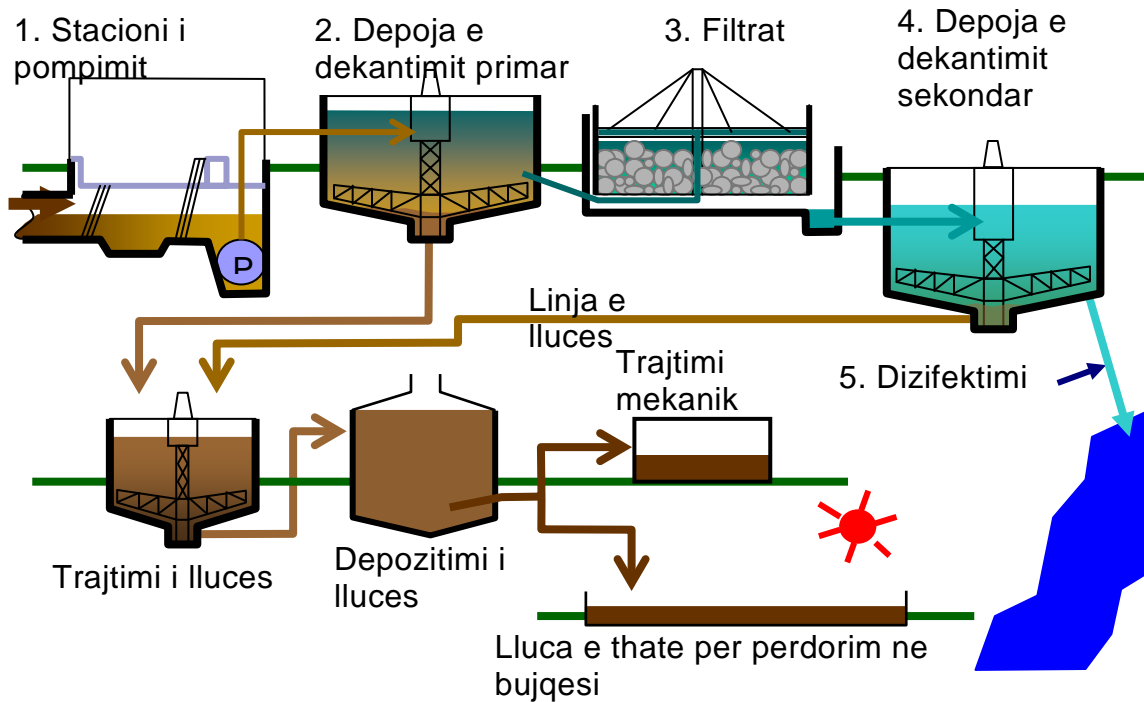 1. Stacioni i
pompimit
2. Depoja e
dekantimit primar
3. Filtrat
4. Depoja e
dekantimit
sekondar
P
Linja e
lluces
Trajtimi
mekanik
5. Dizifektimi
Trajtimi i lluces
Depozitimi i
lluces
Lluca e thate per perdorim ne
bujqesi